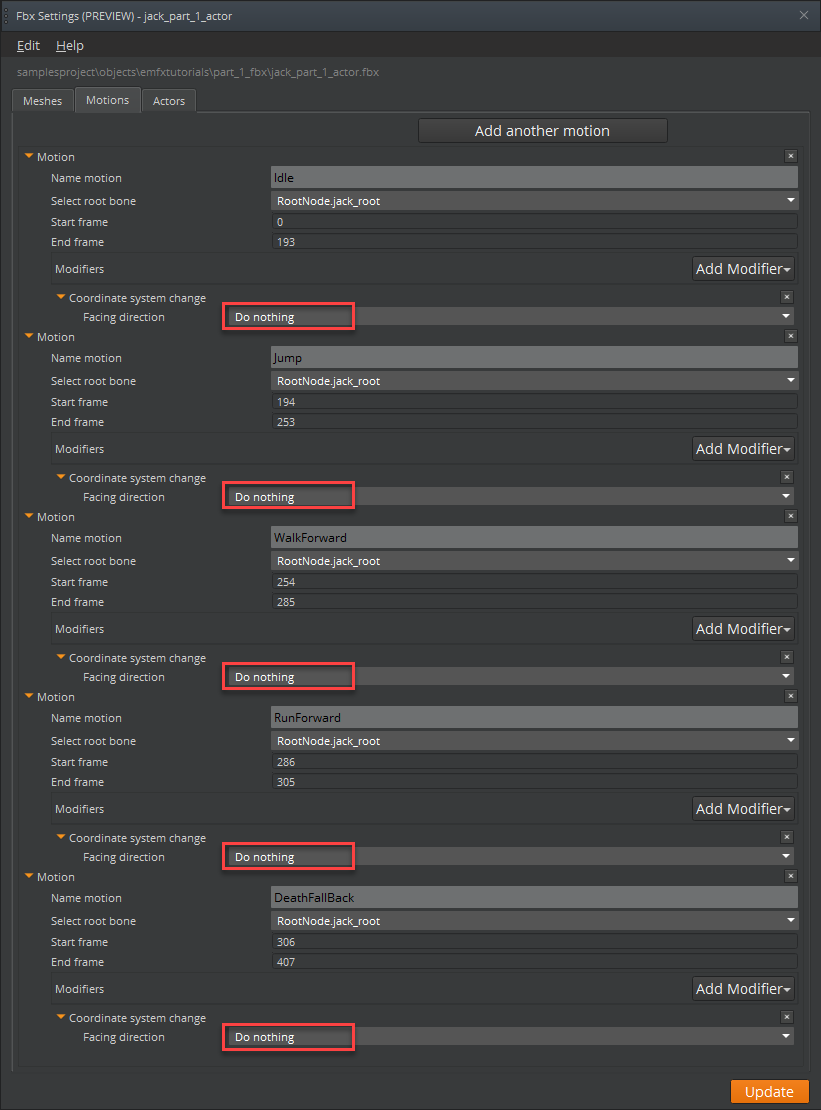 Fbx Settings (PREVIEW) - jack_part_1_actor
Edit Help
samplesproject\objects\emfxtutorials\part_1_fbx\jack_part_1_actor.fbx
Meshes Motions Actors
Add another motion
Motion
Name motion Idle
Select root bone RootNode.jack_root
Start frame 0
End frame 193
Modifiers Add Modifier
Coordinate system change
Facing direction Do nothing
Motion
Name motion Jump
Select root bone RootNode.jack_root
Start frame 194
End frame 253
Modifiers Add Modifier
Coordinate system change
Facing direction Do nothing
Motion
Name motion WalkForward
Select root bone RootNode.jack_root
Start frame 254
End frame 285
Modifiers Add Modifier
Coordinate system change
Facing direction Do nothing
Motion
Name motion RunForward
Select root bone RootNode.jack_root
Start frame 286
End frame 305
Modifiers Add Modifier
Coordinate system change
Facing direction Do nothing
Motion
Name motion DeathFallBack
Select root bone RootNode.jack_root
Start frame 306
End frame 407
Modifiers Add Modifier
Coordinate system change
Facing direction Do nothing
Update